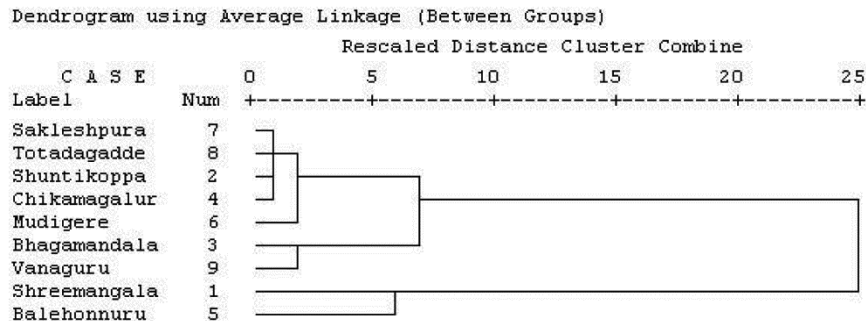 Dendrogram using Average Linkage (Between Groups)
Rescaled Distance Cluster Combine
C A S E 0 5 10 15 20 25
Label Num +---------+---------+---------+---------+---------+
Sakleshpura 7
Totadagadde 8
Shuntikoppa 2
Chikamagalur 4
Mudigere 6
Bhagamandala 3
Vanaguru 9
Shreemangala 1
Balehonnuru 5